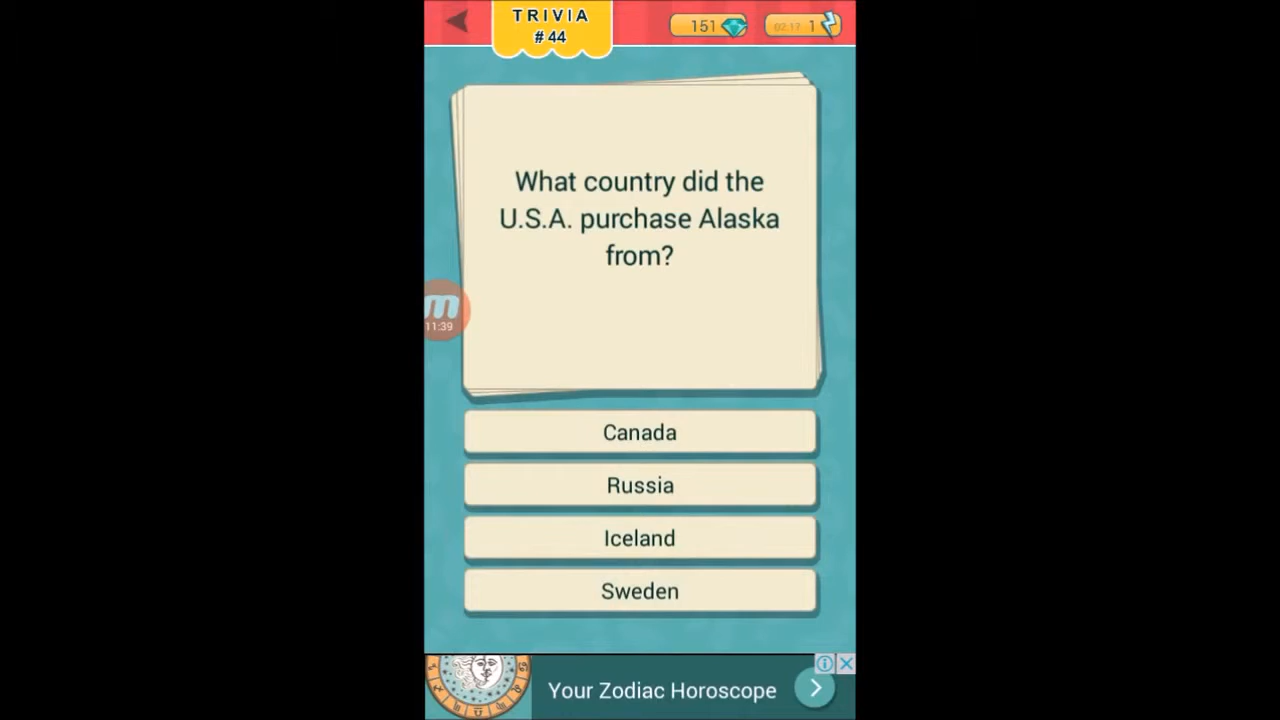 TRIVIA
# 44
151
02:17 1
What country did the
U.S.A. purchase Alaska
from?
m
11:39
Canada
Russia
Iceland
Sweden
Your Zodiac Horoscope